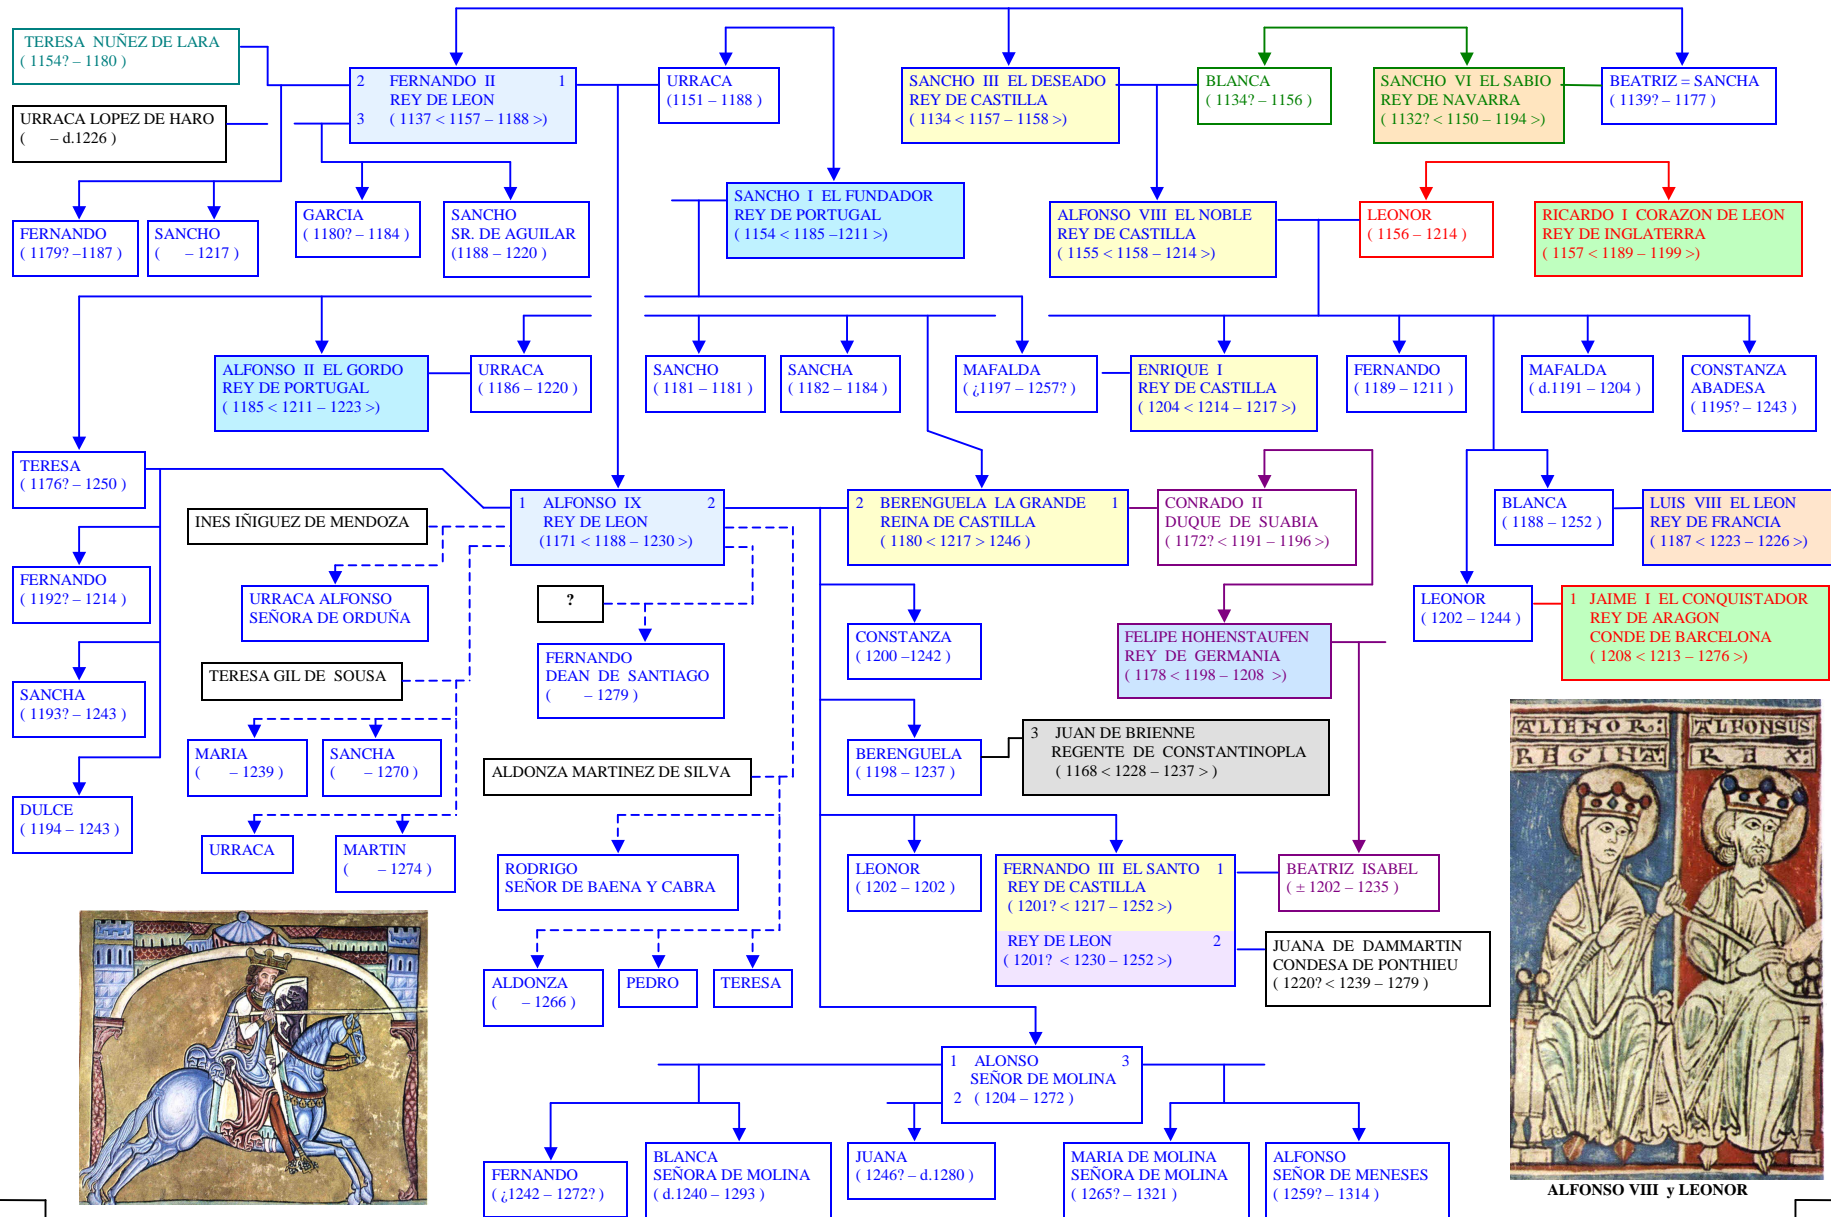 TERESA NUÑEZ DE LARA
( 1154? – 1180 )
2 FERNANDO II 1
REY DE LEON
3 ( 1137 < 1157 – 1188 >)
URRACA
(1151 – 1188 )
SANCHO III EL DESEADO
REY DE CASTILLA
( 1134 < 1157 – 1158 >)
BLANCA
( 1134? – 1156 )
SANCHO VI EL SABIO
REY DE NAVARRA
( 1132? < 1150 – 1194 >)
BEATRIZ = SANCHA
( 1139? – 1177 )
URRACA LOPEZ DE HARO
( – d.1226 )
FERNANDO
(1179? –1187)
SANCHO
( – 1217 )
GARCIA
( 1180? – 1184 )
SANCHO
SR. DE AGUILAR
(1188 – 1220 )
SANCHO I EL FUNDADOR
REY DE PORTUGAL
( 1154 < 1185 –1211 >)
ALFONSO VIII EL NOBLE
REY DE CASTILLA
( 1155 < 1158 – 1214 >)
LEONOR
( 1156 – 1214 )
RICARDO I CORAZON DE LEON
REY DE INGLATERRA
( 1157 < 1189 – 1199 >)
ALFONSO II EL GORDO
REY DE PORTUGAL
( 1185 < 1211 – 1223 >)
URRACA
( 1186 – 1220 )
SANCHO
( 1181 – 1181 )
SANCHA
( 1182 – 1184 )
MAFALDA
( ¿1197 – 1257? )
ENRIQUE I
REY DE CASTILLA
( 1204 < 1214 – 1217 >)
FERNANDO
( 1189 – 1211 )
MAFALDA
( d.1191 – 1204 )
CONSTANZA
ABADESA
( 1195? – 1243 )
TERESA
( 1176? – 1250 )
INES IÑIGUEZ DE MENDOZA
1 ALFONSO IX 2
REY DE LEON
(1171 < 1188 – 1230 >)
2 BERENGUELA LA GRANDE 1
REINA DE CASTILLA
( 1180 < 1217 > 1246 )
CONRADO II
DUQUE DE SUABIA
( 1172? < 1191 – 1196 >)
BLANCA
( 1188 – 1252 )
LUIS VIII EL LEON
REY DE FRANCIA
( 1187 < 1223 – 1226 >)
FERNANDO
( 1192? – 1214 )
URRACA ALFONSO
SEÑORA DE ORDUÑA
?
CONSTANZA
( 1200 –1242 )
FELIPE HOHENSTAUFEN
REY DE GERMANIA
( 1178 < 1198 – 1208 >)
LEONOR
( 1202 – 1244 )
1 JAIME I EL CONQUISTADOR
REY DE ARAGON
CONDE DE BARCELONA
( 1208 < 1213 – 1276 >)
FERNANDO
DEAN DE SANTIAGO
( – 1279 )
TERESA GIL DE SOUSA
SANCHA
( 1193? – 1243 )
MARIA
( – 1239 )
SANCHA
( – 1270 )
ALDONZA MARTINEZ DE SILVA
BERENGUELA
( 1198 – 1237 )
3 JUAN DE BRIENNE
REGENTE DE CONSTANTINOPLA
( 1168 < 1228 – 1237 > )
DULCE
( 1194 – 1243 )
URRACA
MARTIN
( – 1274 )
RODRIGO
SEÑOR DE BAENA Y CABRA
LEONOR
( 1202 – 1202 )
FERNANDO III EL SANTO 1
REY DE CASTILLA
( 1201? < 1217 – 1252 >)
REY DE LEON 2
( 1201? < 1230 – 1252 >)
BEATRIZ ISABEL
( ± 1202 – 1235 )
JUANA DE DAMMARTIN
CONDESA DE PONTHIEU
( 1220? < 1239 – 1279 )
ALDONZA
( – 1266 )
PEDRO
TERESA
1 ALONSO 3
SEÑOR DE MOLINA
2 ( 1204 – 1272 )
FERNANDO
( ¿1242 – 1272? )
BLANCA
SEÑORA DE MOLINA
( d.1240 – 1293 )
JUANA
( 1246? – d.1280 )
MARIA DE MOLINA
SEÑORA DE MOLINA
( 1265? – 1321 )
ALFONSO
SEÑOR DE MENESES
( 1259? – 1314 )
ALIENOR: ALFONSUS
REGINA: REX:
ALFONSO VIII y LEONOR